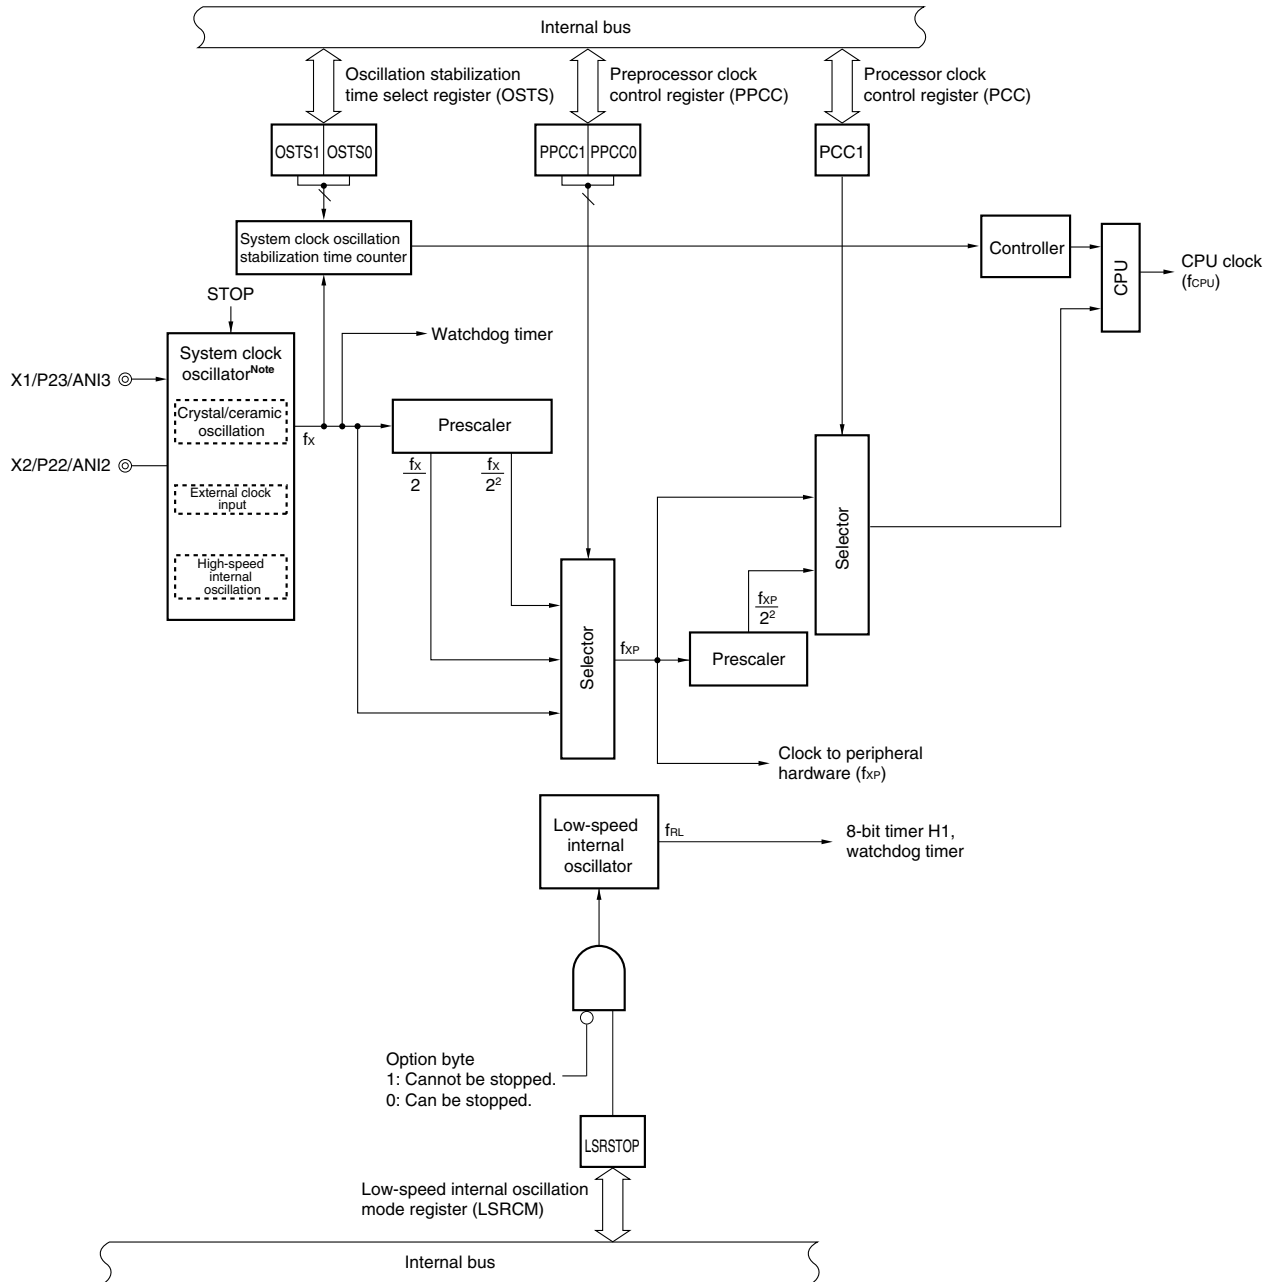 Internal bus
Oscillation stabilization
time select register (OSTS)
Preprocessor clock
control register (PPCC)
Processor clock
control register (PCC)
OSTS1 OSTS0
PPCC1 PPCC0
PCC1
System clock oscillation
stabilization time counter
Controller
CPU
CPU clock
(fCPU)
STOP
Watchdog timer
System clock
oscillatorNote
X1/P23/ANI3
Crystal/ceramic
oscillation
fX
Prescaler
X2/P22/ANI2
fX
2
fX
2²
External clock
input
High-speed
internal
oscillation
Selector
Selector
fXP
2²
fXP
Prescaler
Clock to peripheral
hardware (fXP)
Low-speed
internal
oscillator
fRL
8-bit timer H1,
watchdog timer
Option byte
1: Cannot be stopped.
0: Can be stopped.
LSRSTOP
Low-speed internal oscillation
mode register (LSRCM)
Internal bus